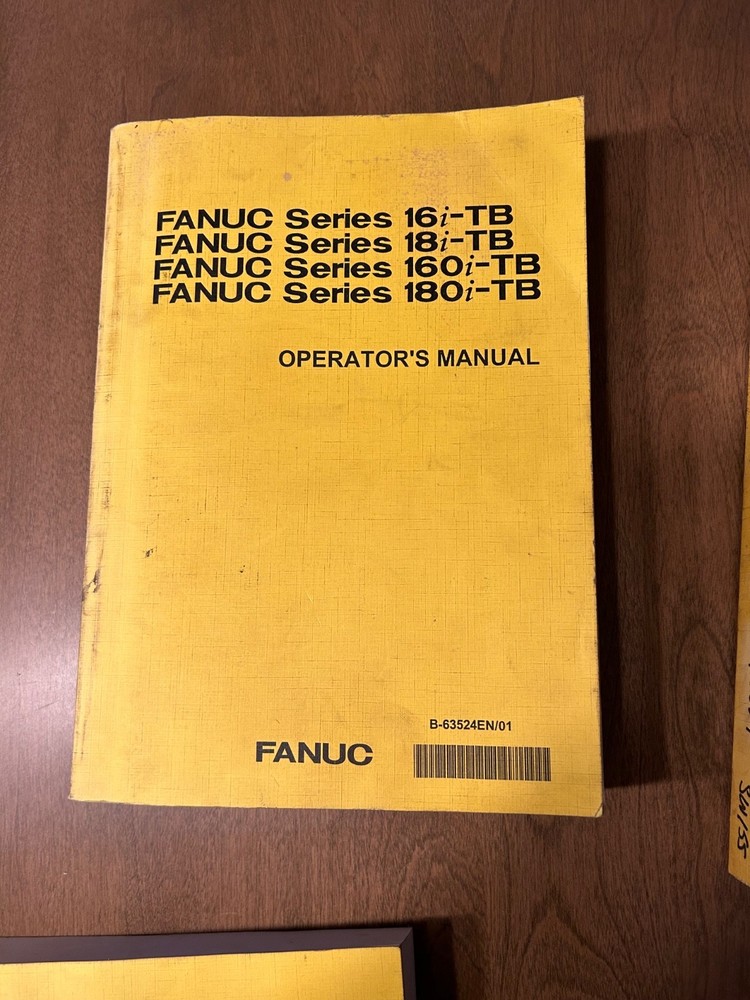 FANUC Series 16i-TB
FANUC Series 18i-TB
FANUC Series 160i-TB
FANUC Series 180i-TB
OPERATOR'S MANUAL
B-63524EN/01
FANUC